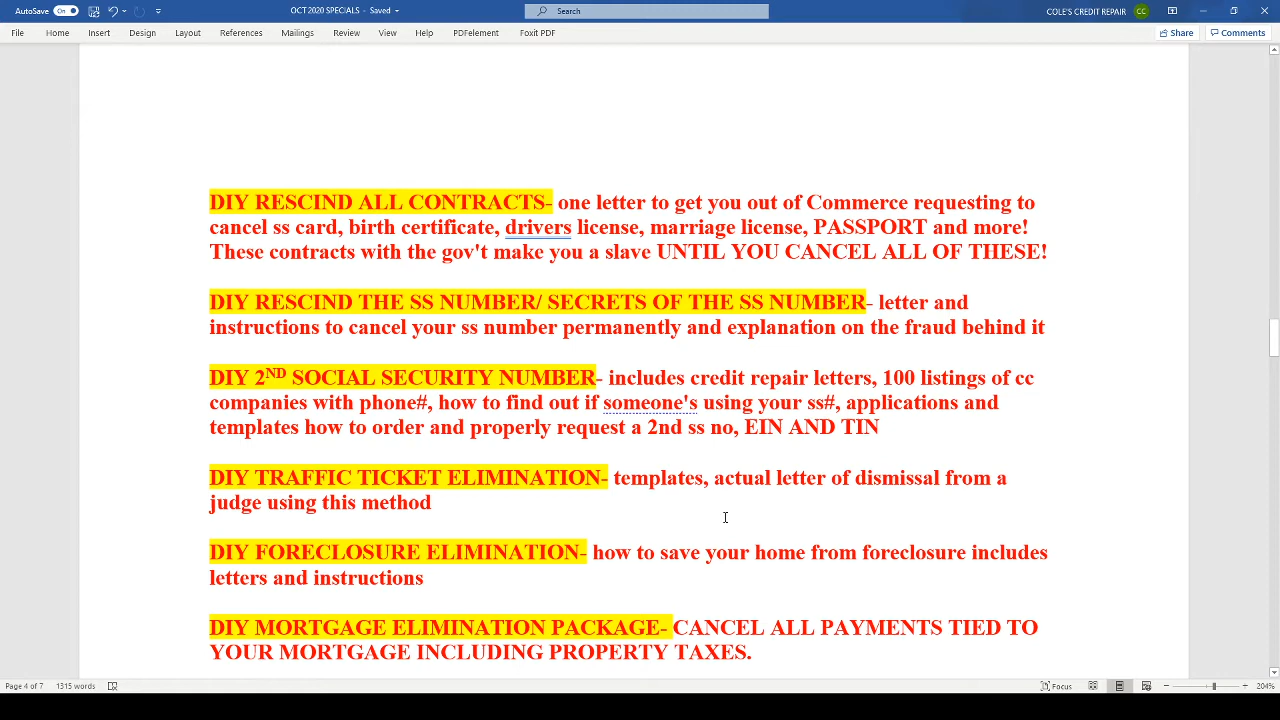 AutoSave On OCT 2020 SPECIALS - Saved Search COLE'S CREDIT REPAIR CC
File Home Insert Design Layout References Mailings Review View Help PDFelement Foxit PDF Share Comments
DIY RESCIND ALL CONTRACTS- one letter to get you out of Commerce requesting to
cancel ss card, birth certificate, drivers license, marriage license, PASSPORT and more!
These contracts with the gov't make you a slave UNTIL YOU CANCEL ALL OF THESE!
DIY RESCIND THE SS NUMBER/ SECRETS OF THE SS NUMBER- letter and
instructions to cancel your ss number permanently and explanation on the fraud behind it
DIY 2ND SOCIAL SECURITY NUMBER- includes credit repair letters, 100 listings of cc
companies with phone#, how to find out if someone's using your ss#, applications and
templates how to order and properly request a 2nd ss no, EIN AND TIN
DIY TRAFFIC TICKET ELIMINATION- templates, actual letter of dismissal from a
judge using this method
DIY FORECLOSURE ELIMINATION- how to save your home from foreclosure includes
letters and instructions
DIY MORTGAGE ELIMINATION PACKAGE- CANCEL ALL PAYMENTS TIED TO
YOUR MORTGAGE INCLUDING PROPERTY TAXES.
Page 4 of 7 1315 words Focus 204%